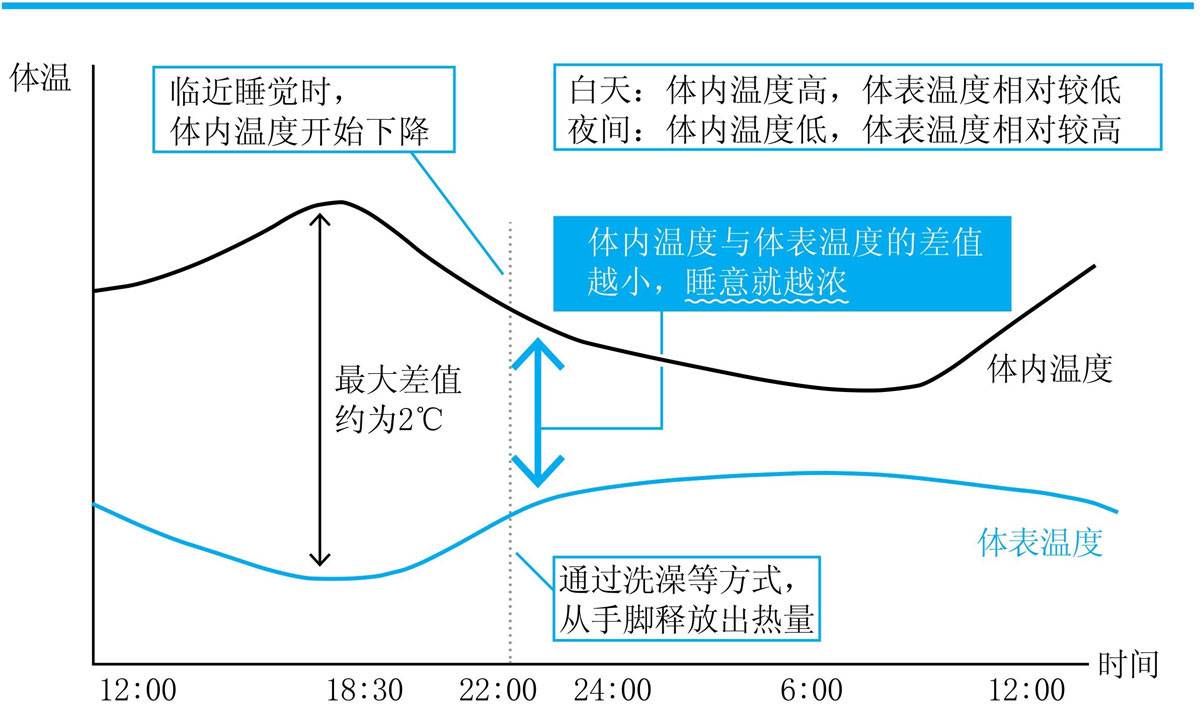 体温
临近睡觉时，
体内温度开始下降
白天：体内温度高，体表温度相对较低
夜间：体内温度低，体表温度相对较高
体内温度与体表温度的差值
越小，睡意就越浓
最大差值
约为2℃
体内温度
体表温度
通过洗澡等方式，
从手脚释放出热量
时间
12:00 18:30 22:00 24:00 6:00 12:00